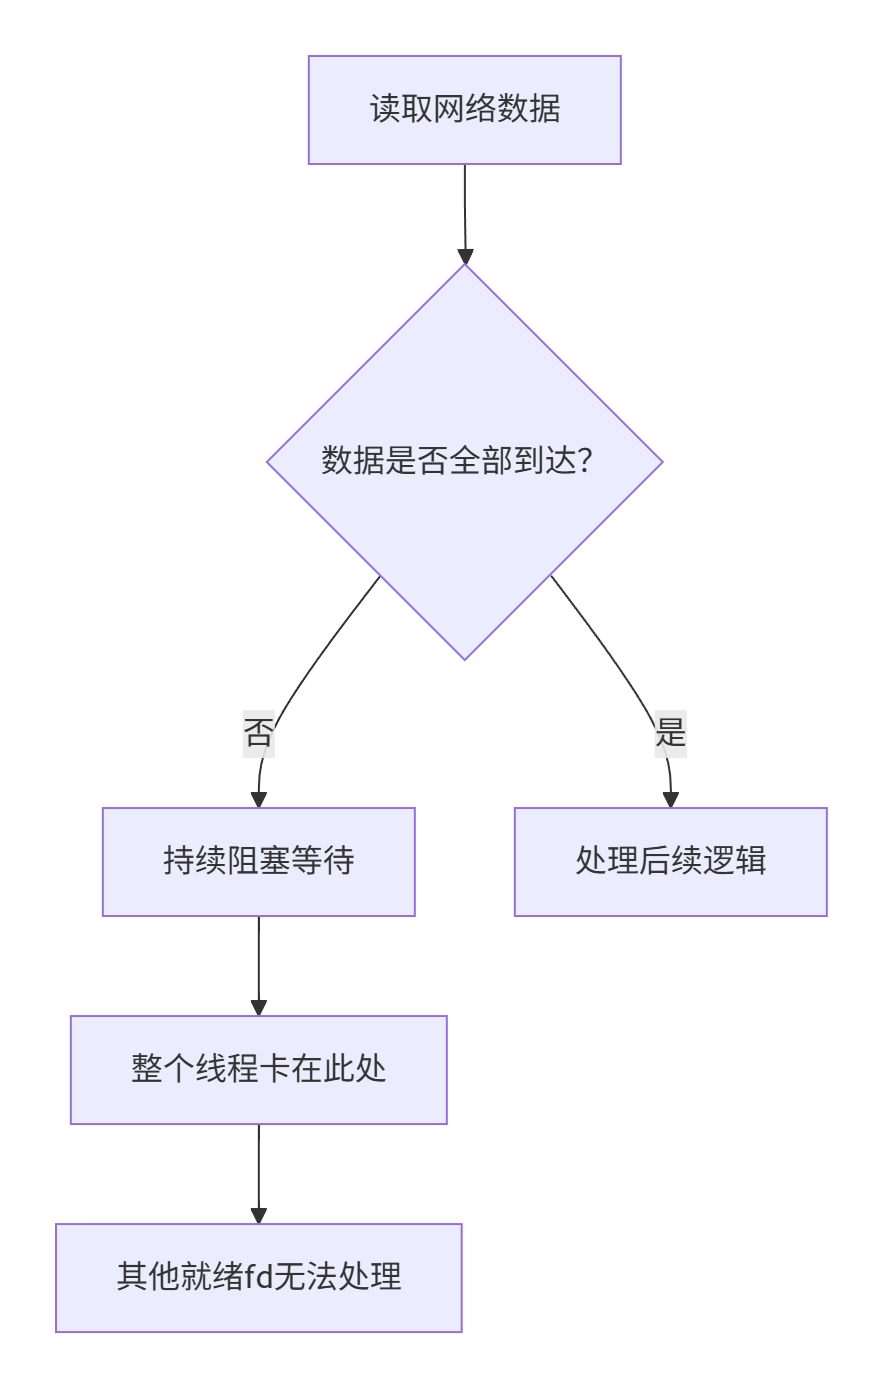 读取网络数据
数据是否全部到达？
否
是
持续阻塞等待
处理后续逻辑
整个线程卡在此处
其他就绪fd无法处理